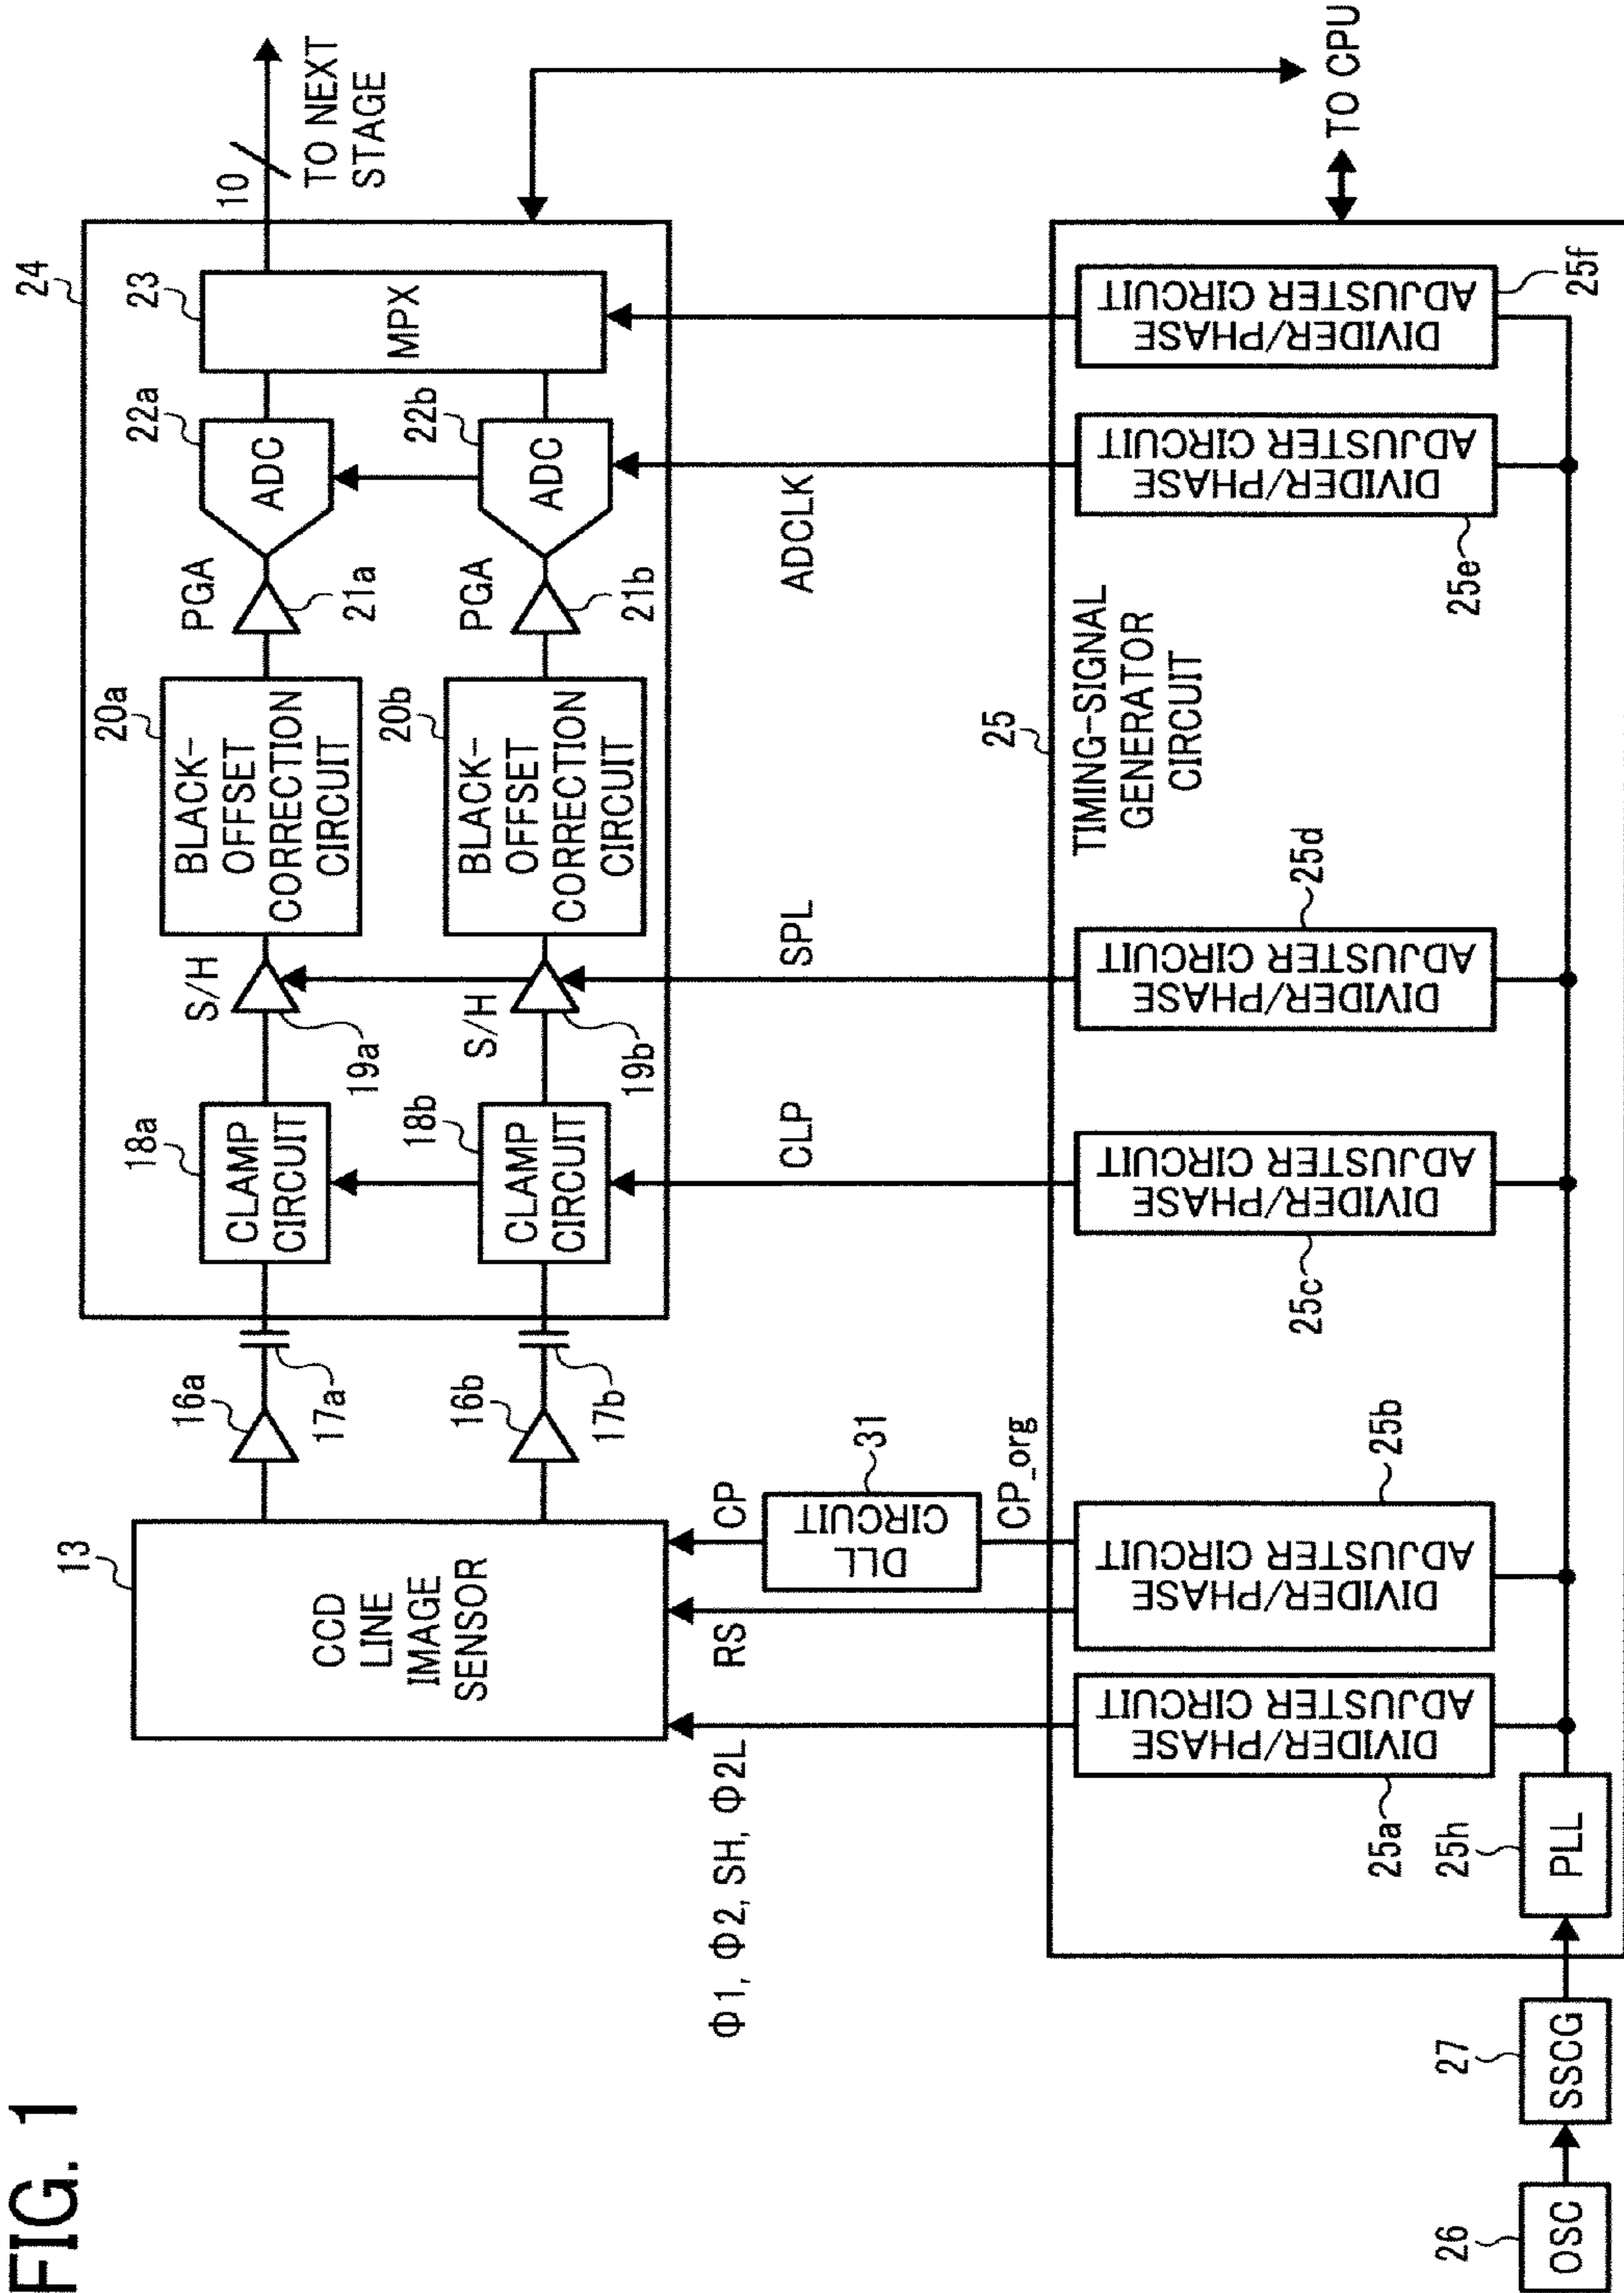 FIG. 1
24
10
TO NEXT
STAGE
13
CCD
LINE
IMAGE
SENSOR
16a
17a
16b
17b
18a
CLAMP
CIRCUIT
18b
CLAMP
CIRCUIT
S/H
19a
S/H
19b
20a
BLACK-
OFFSET
CORRECTION
CIRCUIT
20b
BLACK-
OFFSET
CORRECTION
CIRCUIT
PGA
21a
PGA
21b
22a
ADC
22b
ADC
23
MPX
Φ1, Φ2, SH, Φ2L
RS
CP
31
DLL
CIRCUIT
CP_org
CLP
SPL
ADCLK
TO CPU
25
TIMING-SIGNAL
GENERATOR
CIRCUIT
DIVIDER/PHASE
ADJUSTER CIRCUIT
25a
DIVIDER/PHASE
ADJUSTER CIRCUIT
25b
DIVIDER/PHASE
ADJUSTER CIRCUIT
25c
DIVIDER/PHASE
ADJUSTER CIRCUIT
25d
DIVIDER/PHASE
ADJUSTER CIRCUIT
25e
DIVIDER/PHASE
ADJUSTER CIRCUIT
25f
26
OSC
27
SSCG
25h
PLL